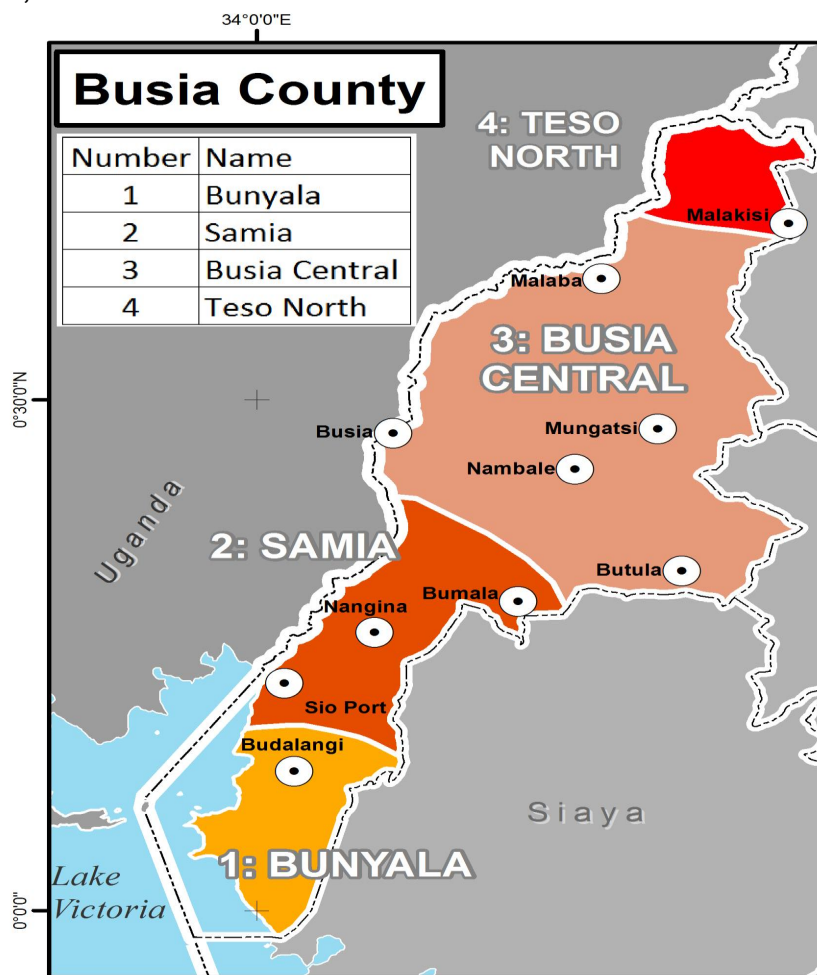 34°0'0"E
Busia County
Number Name
1 Bunyala
2 Samia
3 Busia Central
4 Teso North
4: TESO
NORTH
Malakisi
Malaba
3: BUSIA
CENTRAL
0°30'0"N
Busia
Mungatsi
Nambale
Uganda
2: SAMIA
Butula
Bumala
Nangina
Sio Port
Budalangi
Siaya
1: BUNYALA
Lake
Victoria
0°0'0"